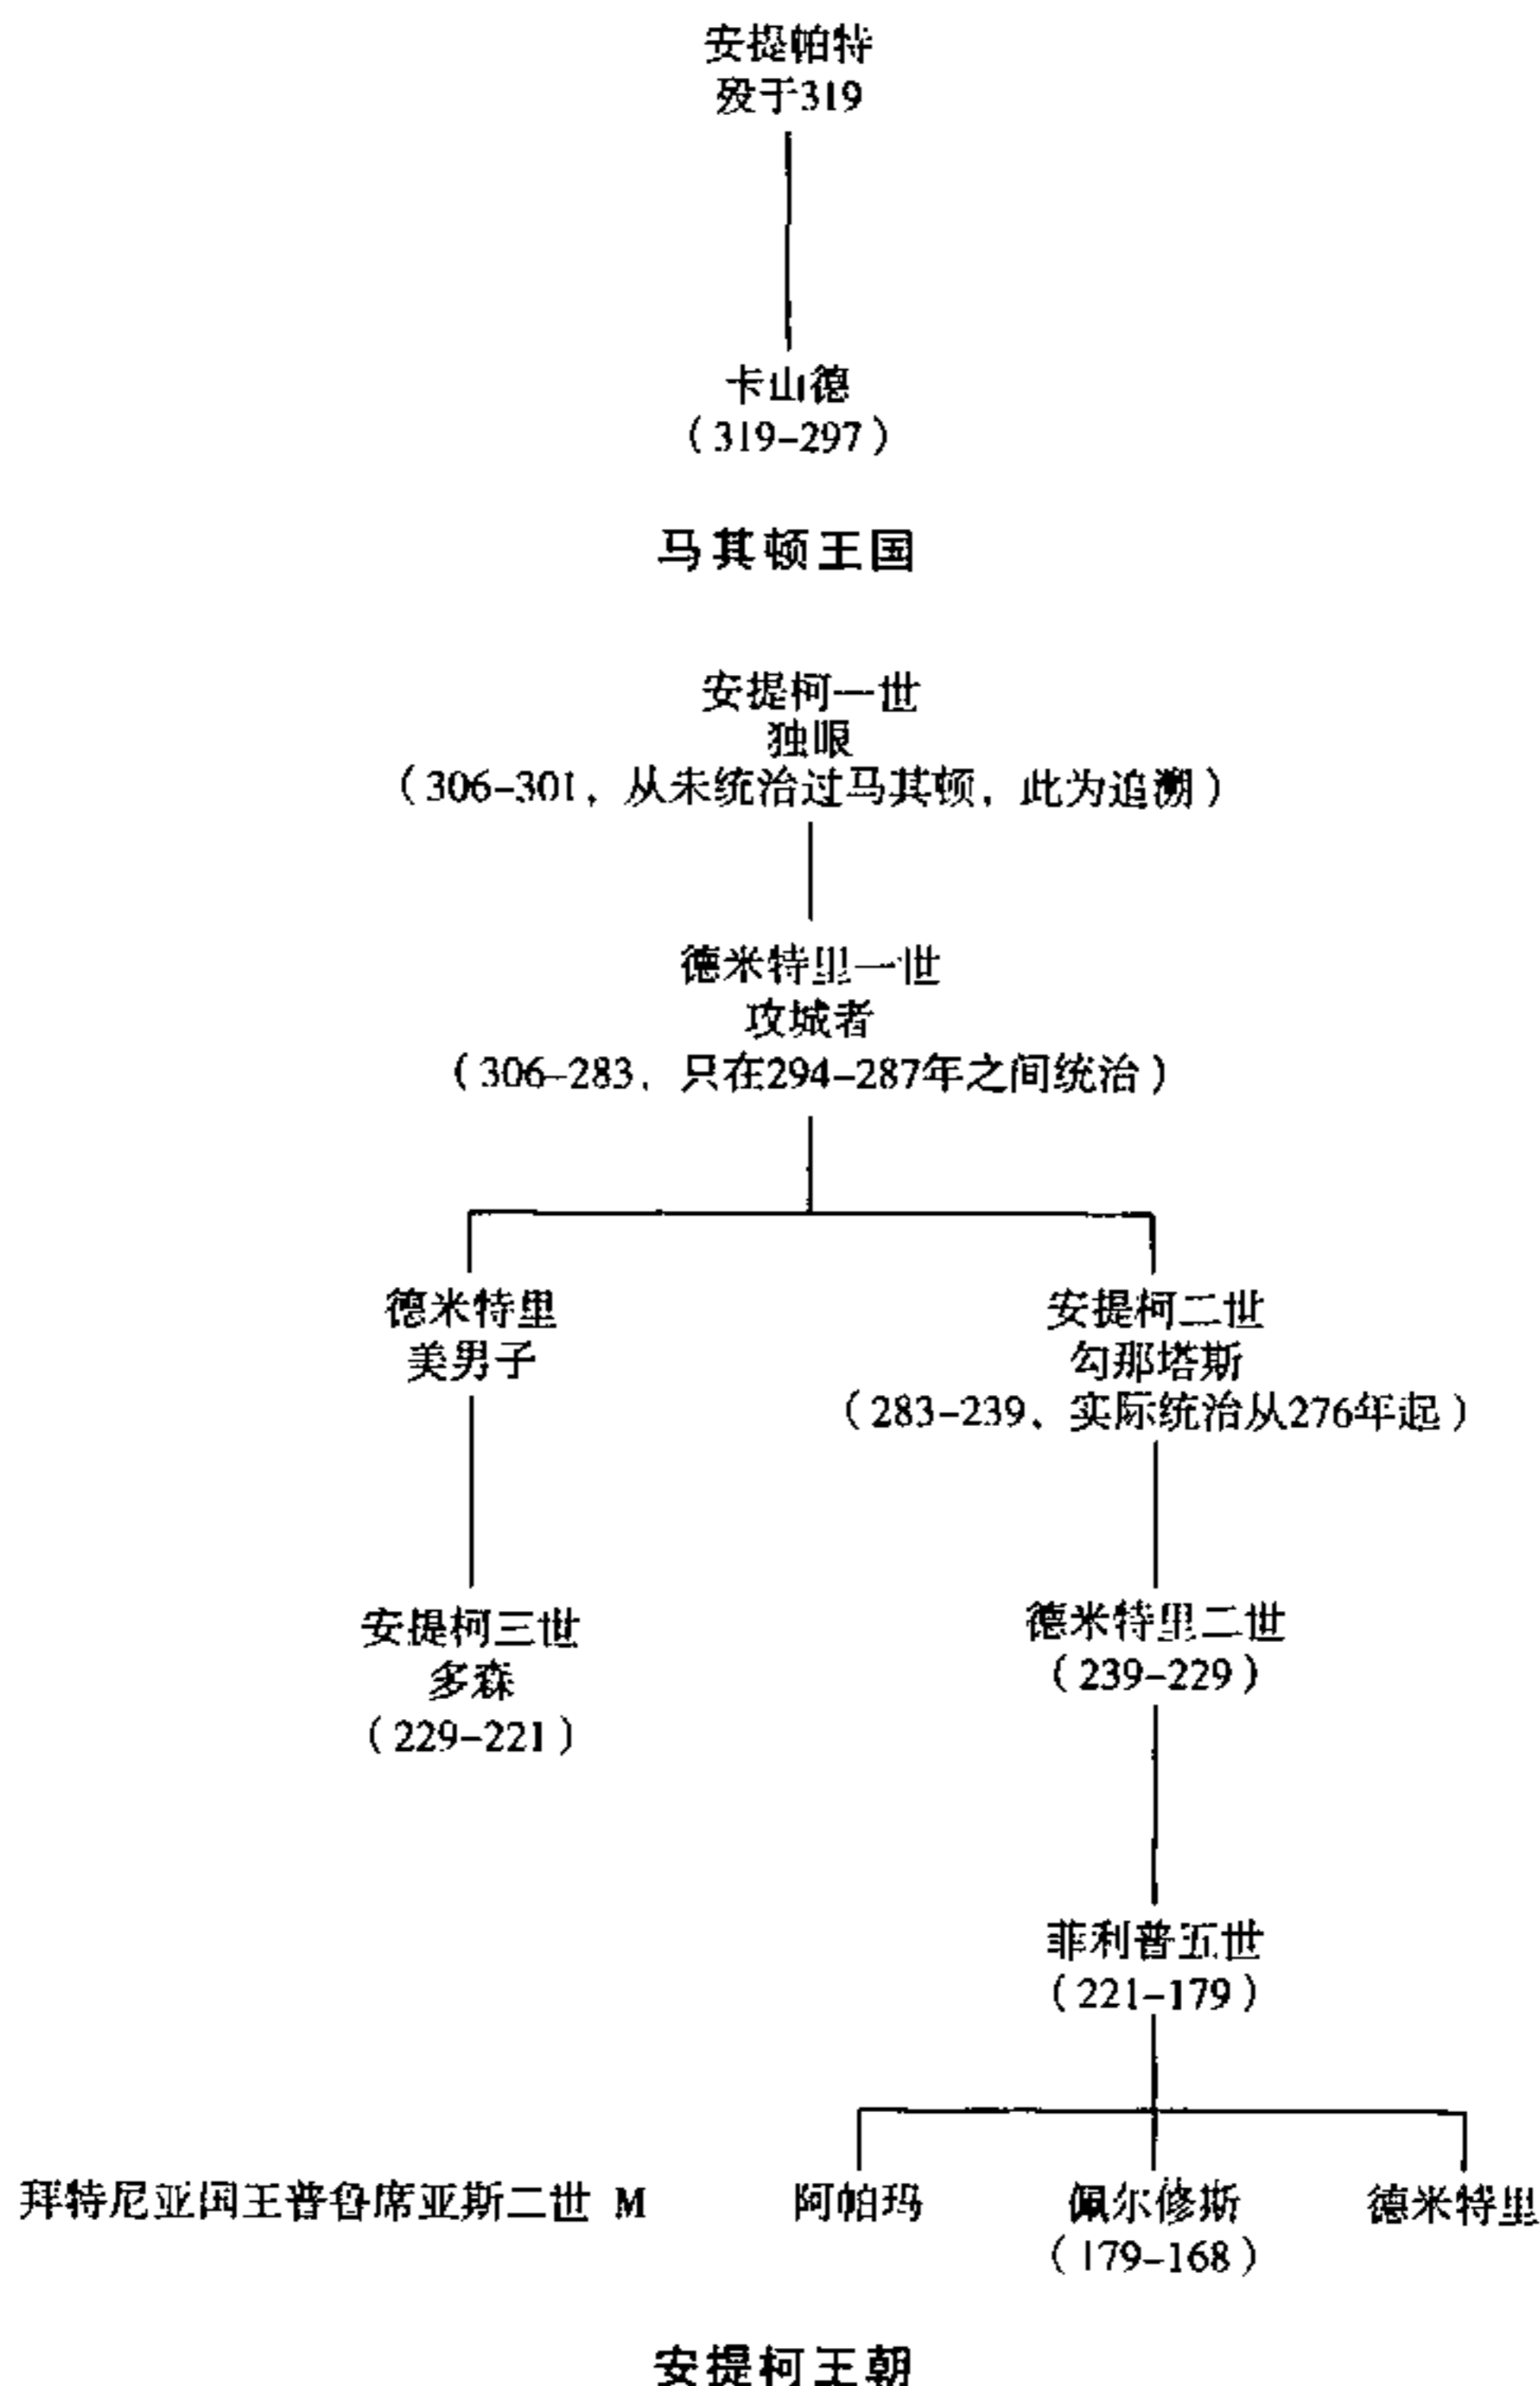 安提帕特
殁于319
卡山德
（319–297）
马其顿王国
安提柯一世
独眼
（306–301，从未统治过马其顿，此为追溯）
德米特里一世
攻城者
（306–283，只在294–287年之间统治）
德米特里
美男子
安提柯二世
勾那塔斯
（283–239、实际统治从276年起）
安提柯三世
多森
（229–221）
德米特里二世
（239–229）
菲利普五世
（221–179）
拜特尼亚国王普鲁席亚斯二世 M
阿帕玛
佩尔修斯
（179–168）
德米特里
安提柯王朝